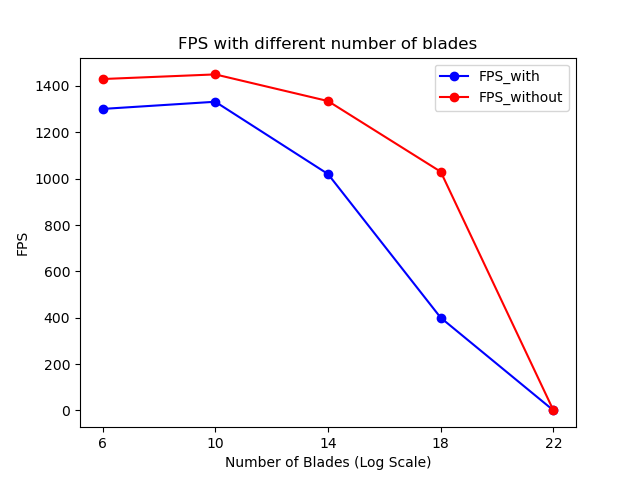 FPS with different number of blades
FPS_with
FPS_without
FPS
1400
1200
1000
800
600
400
200
0
6 10 14 18 22
Number of Blades (Log Scale)